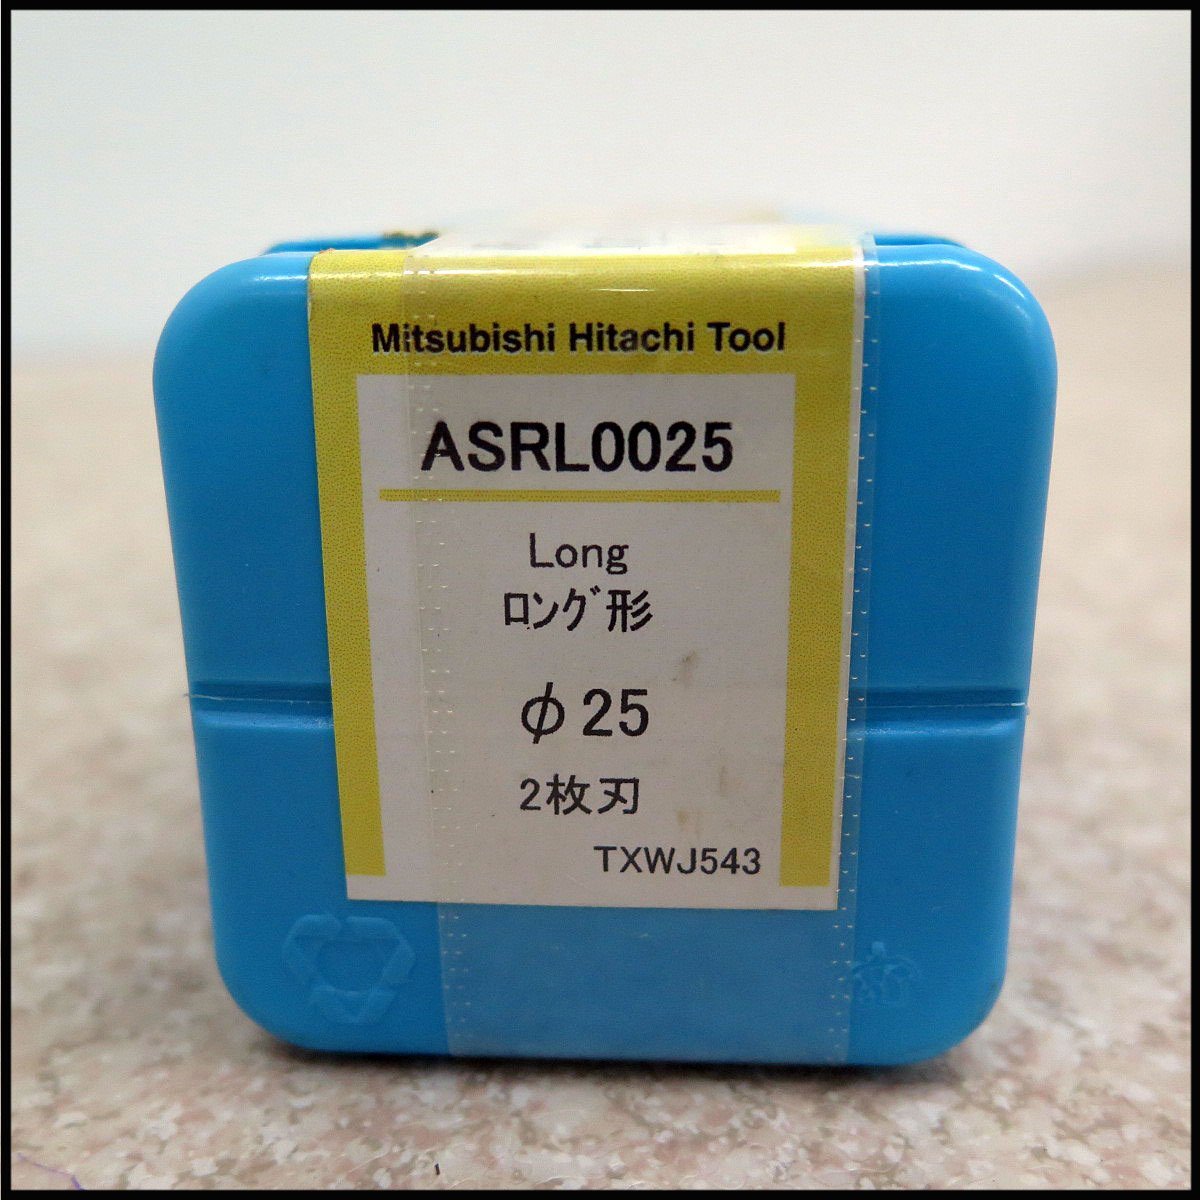 Mitsubishi Hitachi Tool
ASRL0025
Long
ﾛﾝｸﾞ形
φ25
2枚刃
TXWJ543